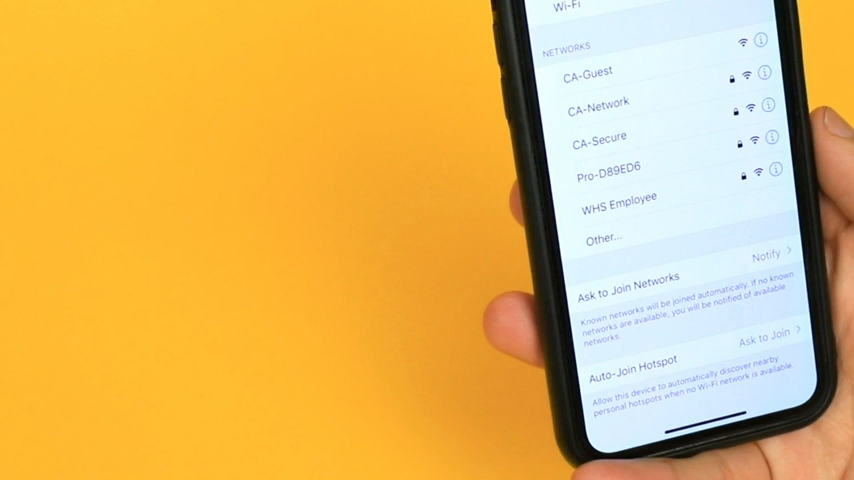 Wi-Fi
NETWORKS
CA-Guest
CA-Network
CA-Secure
Pro-D89ED6
WHS Employee
Other...
Ask to Join Networks Notify
Known networks will be joined automatically. If no known
networks are available, you will be notified of available
networks.
Auto-Join Hotspot Ask to Join
Allow this device to automatically discover nearby
personal hotspots when no Wi-Fi network is available.